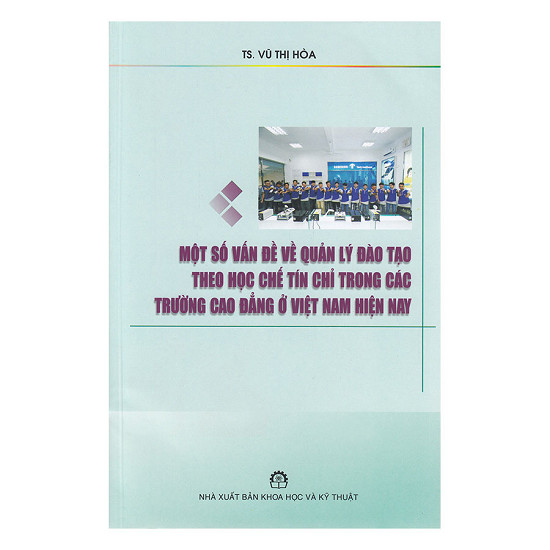 TS. VŨ THỊ HÒA
MỘT SỐ VẤN ĐỀ VỀ QUẢN LÝ ĐÀO TẠO
THEO HỌC CHẾ TÍN CHỈ TRONG CÁC
TRƯỜNG CAO ĐẲNG Ở VIỆT NAM HIỆN NAY
NHÀ XUẤT BẢN KHOA HỌC VÀ KỸ THUẬT